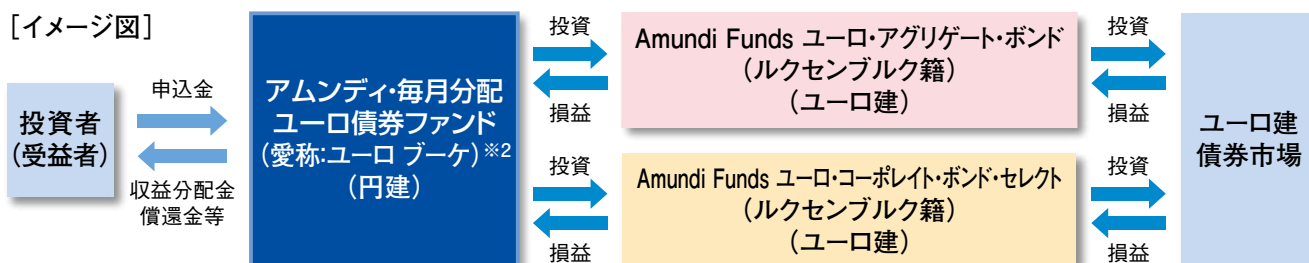 [イメージ図]
投資者
(受益者)
申込金
収益分配金
償還金等
アムンディ・毎月分配
ユーロ債券ファンド
(愛称:ユーロ ブーケ)※2
(円建)
投資
損益
投資
損益
Amundi Funds ユーロ・アグリゲート・ボンド
(ルクセンブルク籍)
(ユーロ建)
Amundi Funds ユーロ・コーポレイト・ボンド・セレクト
(ルクセンブルク籍)
(ユーロ建)
投資
損益
投資
損益
ユーロ建
債券市場